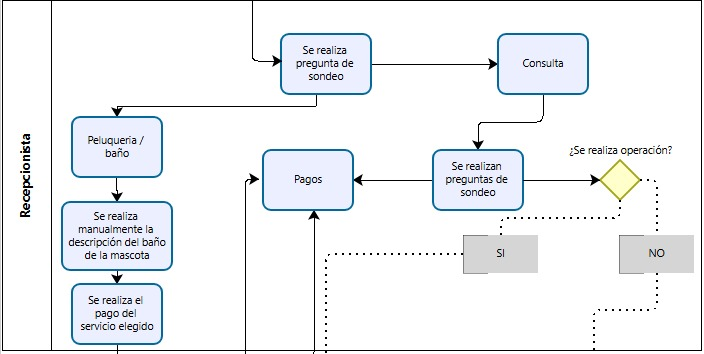 Recepcionista
Se realiza
pregunta de
sondeo
Consulta
Peluqueria /
baño
Pagos
Se realizan
preguntas de
sondeo
¿Se realiza operación?
Se realiza
manualmente la
descripción del baño
de la mascota
SI
NO
Se realiza el
pago del
servicio elegido